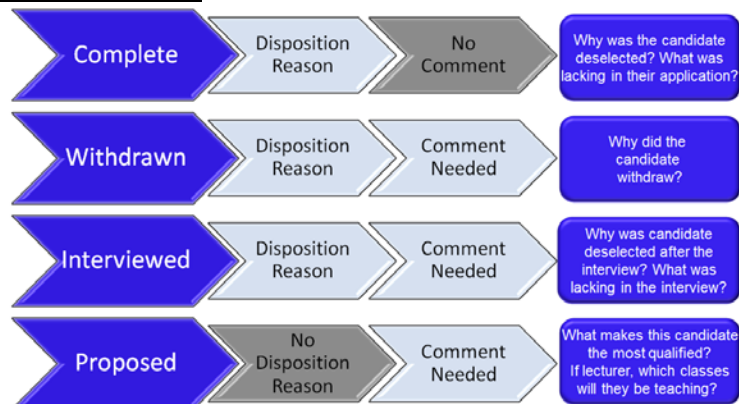 Complete
Disposition
Reason
No
Comment
Why was the candidate
deselected? What was
lacking in their application?
Withdrawn
Disposition
Reason
Comment
Needed
Why did the
candidate
withdraw?
Interviewed
Disposition
Reason
Comment
Needed
Why was candidate
deselected after the
interview? What was
lacking in the interview?
Proposed
No
Disposition
Reason
Comment
Needed
What makes this candidate
the most qualified?
If lecturer, which classes
will they be teaching?